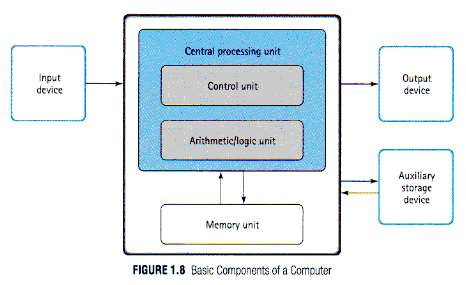 Central processing unit
Input
device
Control unit
Output
device
Arithmetic/logic unit
Auxiliary
storage
device
Memory unit
FIGURE 1.8 Basic Components of a Computer